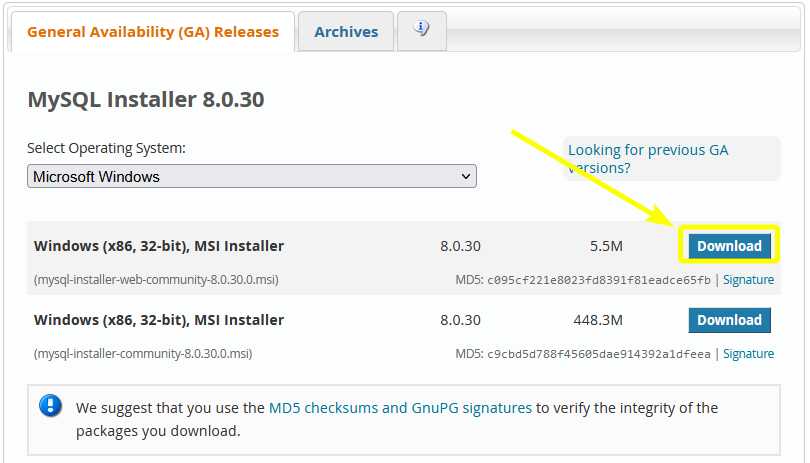 General Availability (GA) Releases
Archives
MySQL Installer 8.0.30
Select Operating System:
Looking for previous GA
versions?
Microsoft Windows
Windows (x86, 32-bit), MSI Installer 8.0.30 5.5M Download
(mysql-installer-web-community-8.0.30.0.msi) MD5: c095cf221e8023fd8391f81eadce65fb | Signature
Windows (x86, 32-bit), MSI Installer 8.0.30 448.3M Download
(mysql-installer-community-8.0.30.0.msi) MD5: c9cbd5d788f45605dae914392a1dfeea | Signature
We suggest that you use the MD5 checksums and GnuPG signatures to verify the integrity of the
packages you download.